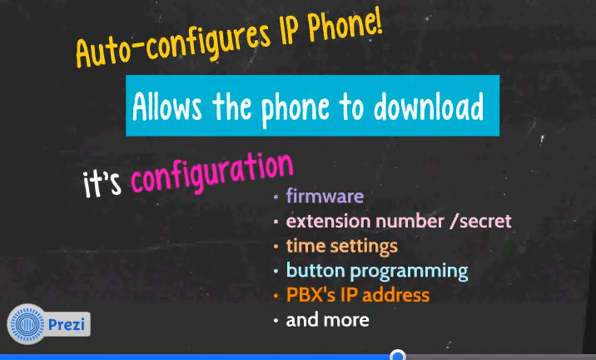 Auto-configures IP Phone!
Allows the phone to download
it's configuration
• firmware
• extension number /secret
• time settings
• button programming
• PBX's IP address
• and more
Prezi